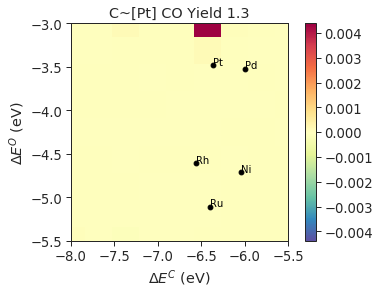 C~[Pt] CO Yield 1.3
−3.0
−3.5
−4.0
−4.5
−5.0
−5.5
ΔE^O (eV)
Pt
Pd
Rh
Ni
Ru
−8.0 −7.5 −7.0 −6.5 −6.0 −5.5
ΔE^C (eV)
0.004
0.003
0.002
0.001
0.000
−0.001
−0.002
−0.003
−0.004